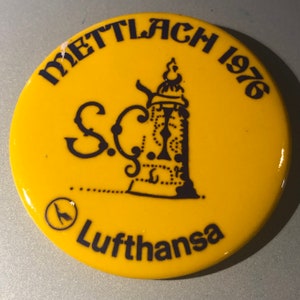 METTLACH 1976
S.C.I.
Lufthansa